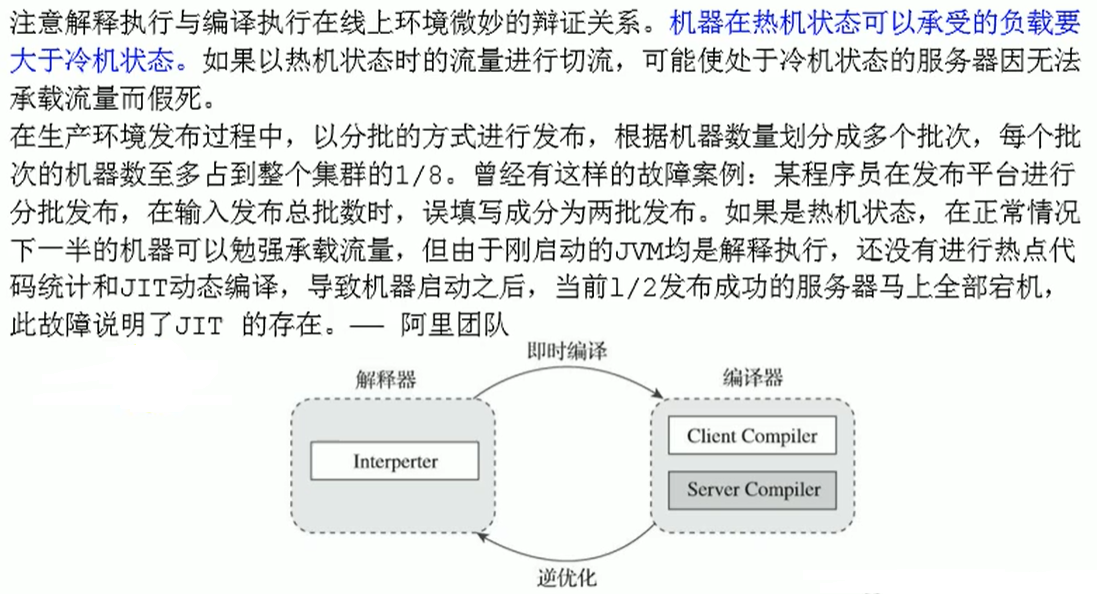 注意解释执行与编译执行在线上环境微妙的辩证关系。机器在热机状态可以承受的负载要
大于冷机状态。如果以热机状态时的流量进行切流，可能使处于冷机状态的服务器因无法
承载流量而假死。
在生产环境发布过程中，以分批的方式进行发布，根据机器数量划分成多个批次，每个批
次的机器数至多占到整个集群的1/8。曾经有这样的故障案例：某程序员在发布平台进行
分批发布，在输入发布总批数时，误填写成分为两批发布。如果是热机状态，在正常情况
下一半的机器可以勉强承载流量，但由于刚启动的JVM均是解释执行，还没有进行热点代
码统计和JIT动态编译，导致机器启动之后，当前1/2发布成功的服务器马上全部宕机，
此故障说明了JIT 的存在。—— 阿里团队
即时编译
解释器
编译器
Interperter
Client Compiler
Server Compiler
逆优化